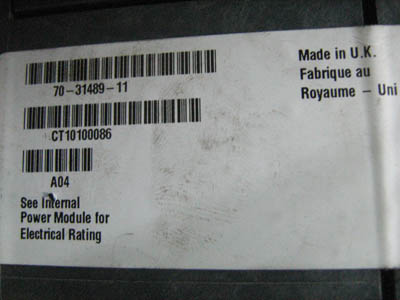 70-31489-11
CT10100086
A04
See Internal
Power Module for
Electrical Rating
Made in U.K.
Fabrique au
Royaume - Uni